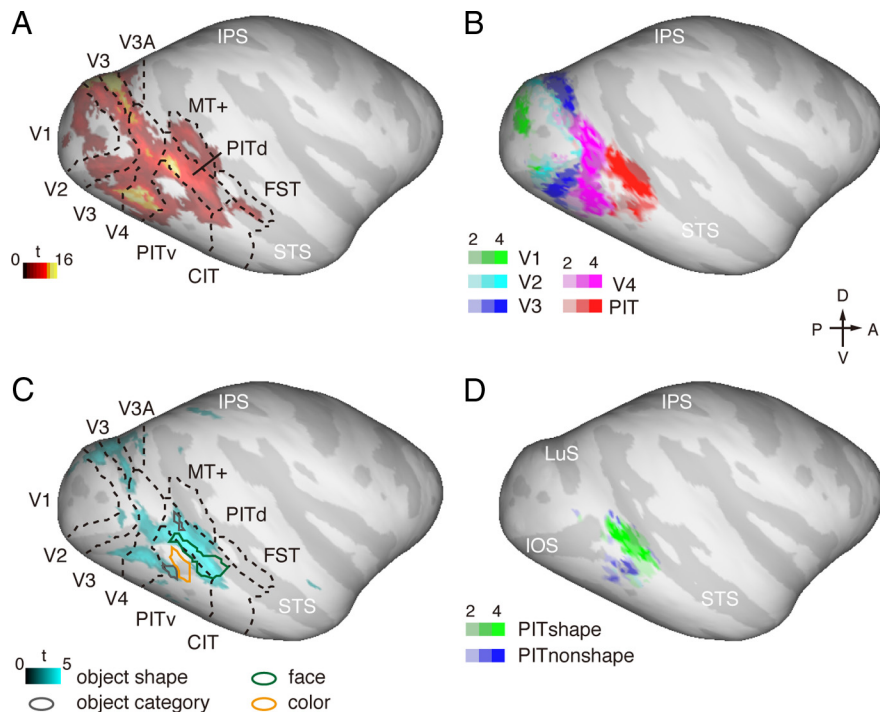 A
V3
V3A
IPS
MT+
V1
PITd
V2
FST
V3
V4
PITv
CIT
STS
0 t 16
B
IPS
STS
2 4
V1
V2
V3
2 4
V4
PIT
D
P A
V
C
V3
V3A
IPS
MT+
V1
PITd
V2
FST
V3
V4
PITv
CIT
STS
0 t 5
object shape
face
object category
color
D
IPS
LuS
IOS
STS
2 4
PITshape
PITnonshape